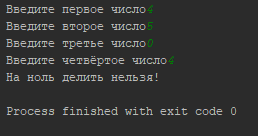 Введите первое число4
Введите второе число5
Введите третье число0
Введите четвёртое число4
На ноль делить нельзя!
Process finished with exit code 0